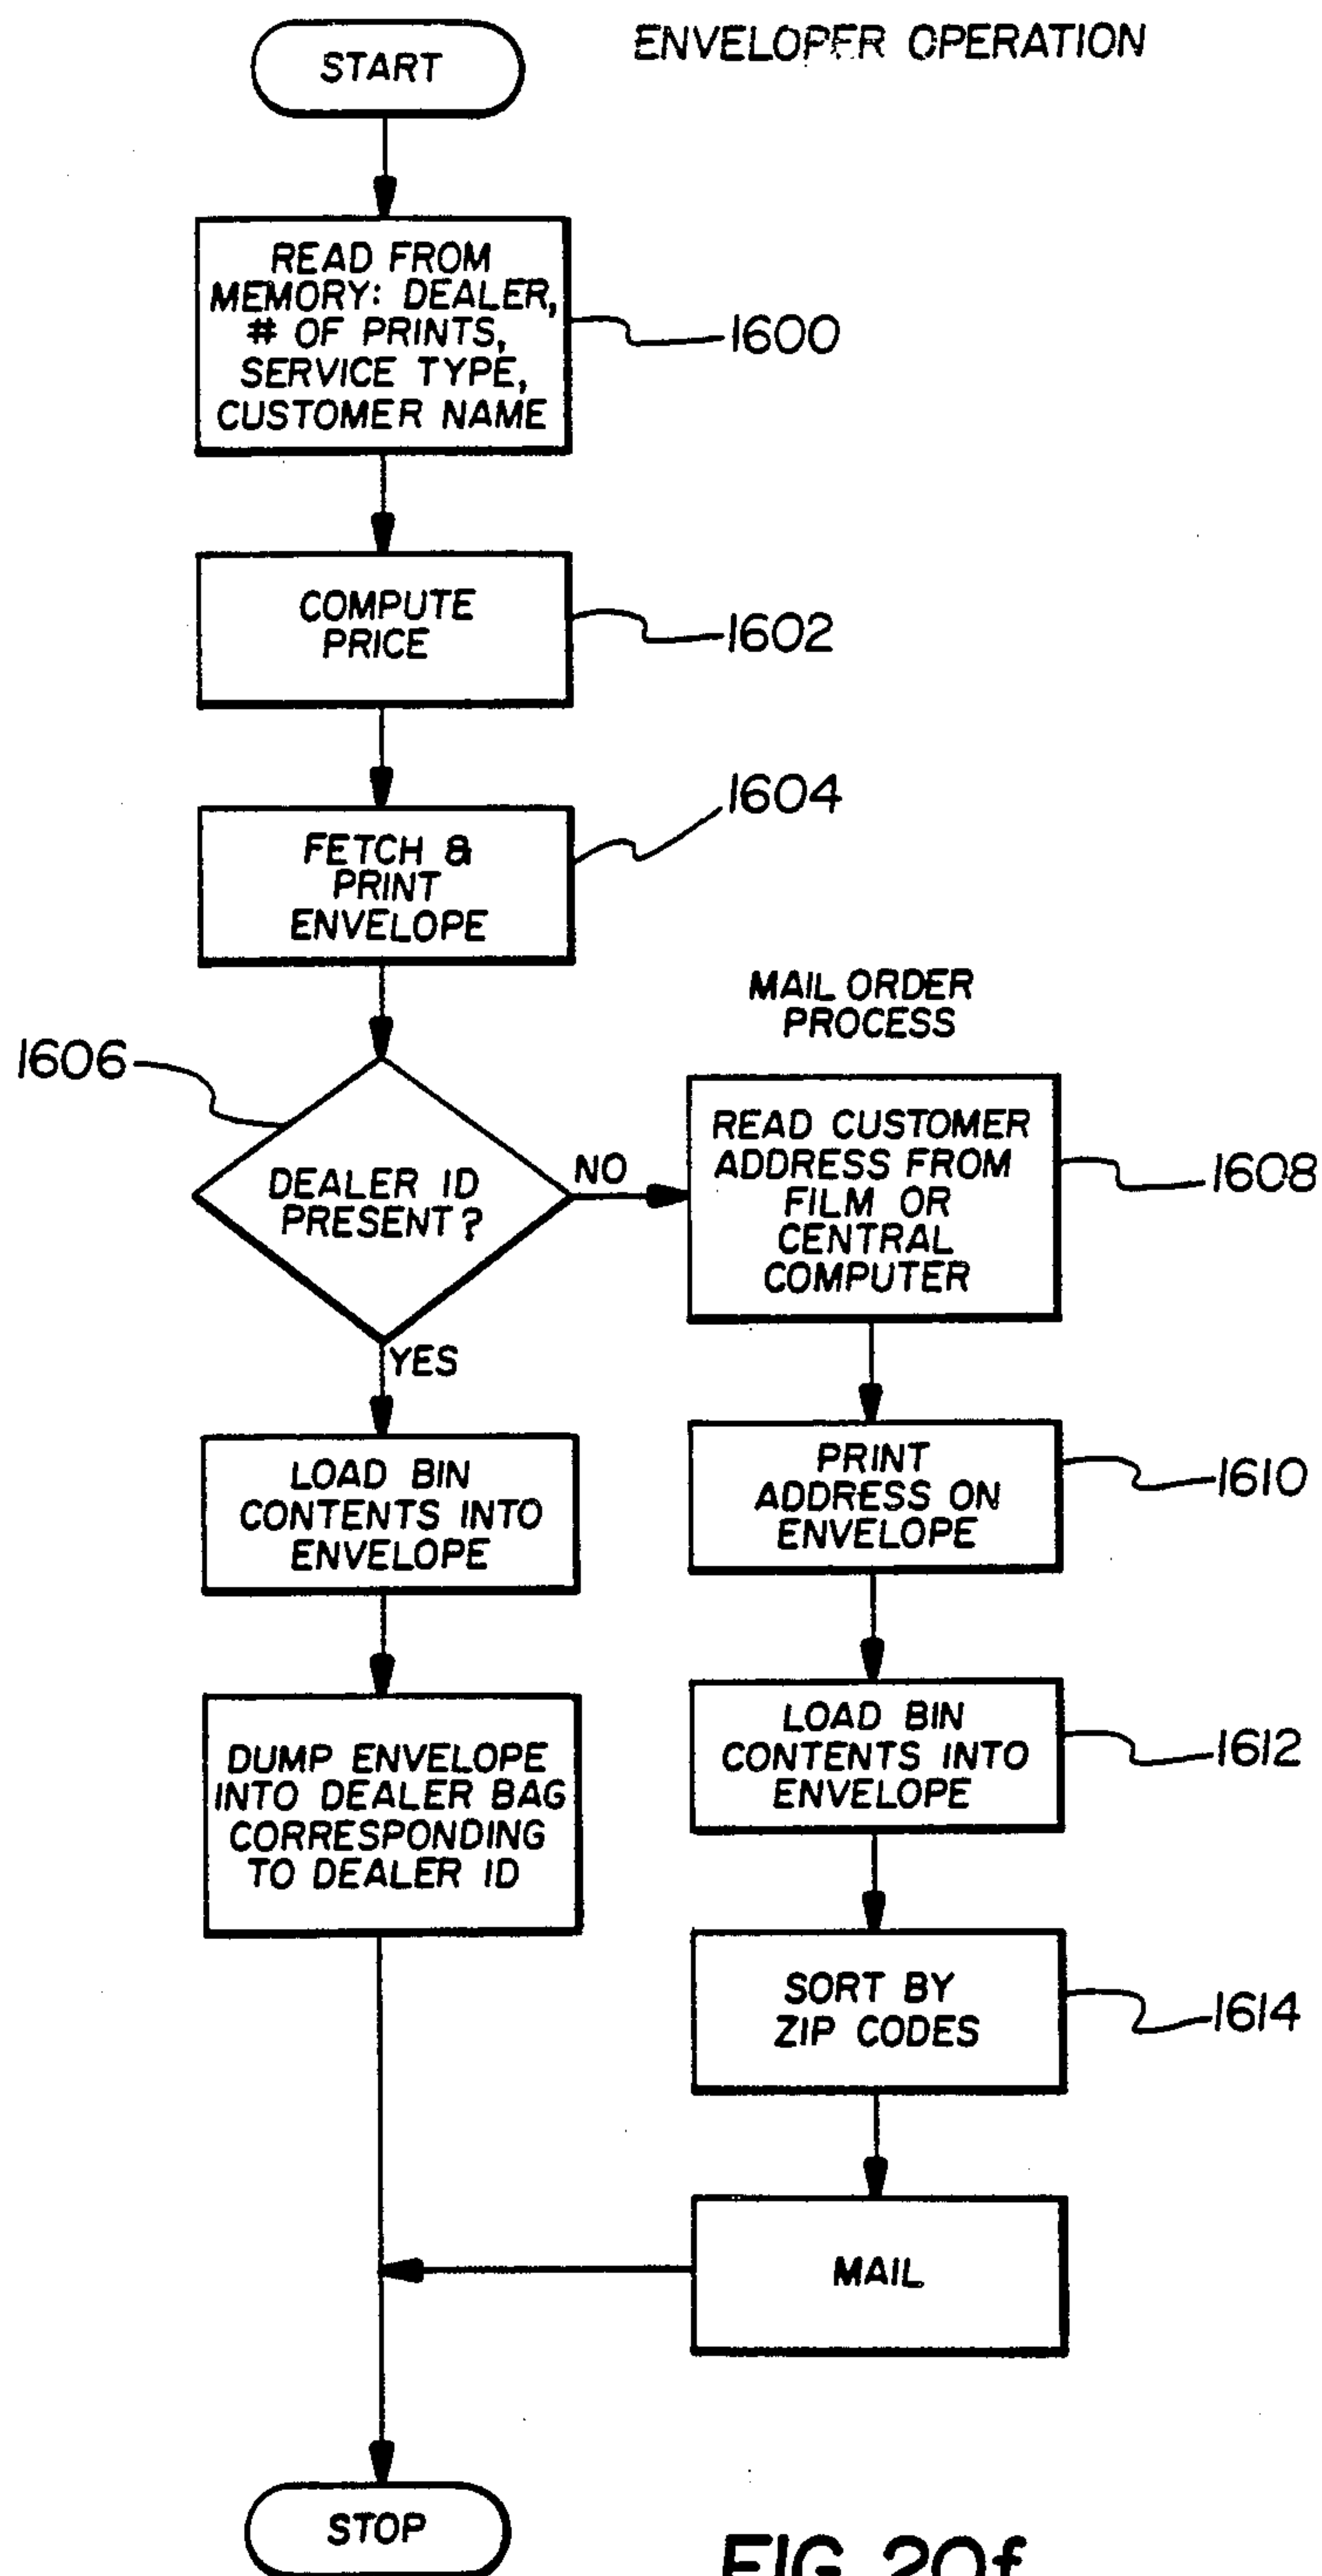 ENVELOPER OPERATION
START
READ FROM
MEMORY: DEALER,
# OF PRINTS,
SERVICE TYPE,
CUSTOMER NAME
1600
COMPUTE
PRICE
1602
FETCH &
PRINT
ENVELOPE
1604
1606
DEALER ID
PRESENT?
NO
YES
MAIL ORDER
PROCESS
READ CUSTOMER
ADDRESS FROM
FILM OR
CENTRAL
COMPUTER
1608
LOAD BIN
CONTENTS INTO
ENVELOPE
PRINT
ADDRESS ON
ENVELOPE
1610
DUMP ENVELOPE
INTO DEALER BAG
CORRESPONDING
TO DEALER ID
LOAD BIN
CONTENTS INTO
ENVELOPE
1612
SORT BY
ZIP CODES
1614
MAIL
STOP
FIG. 20f